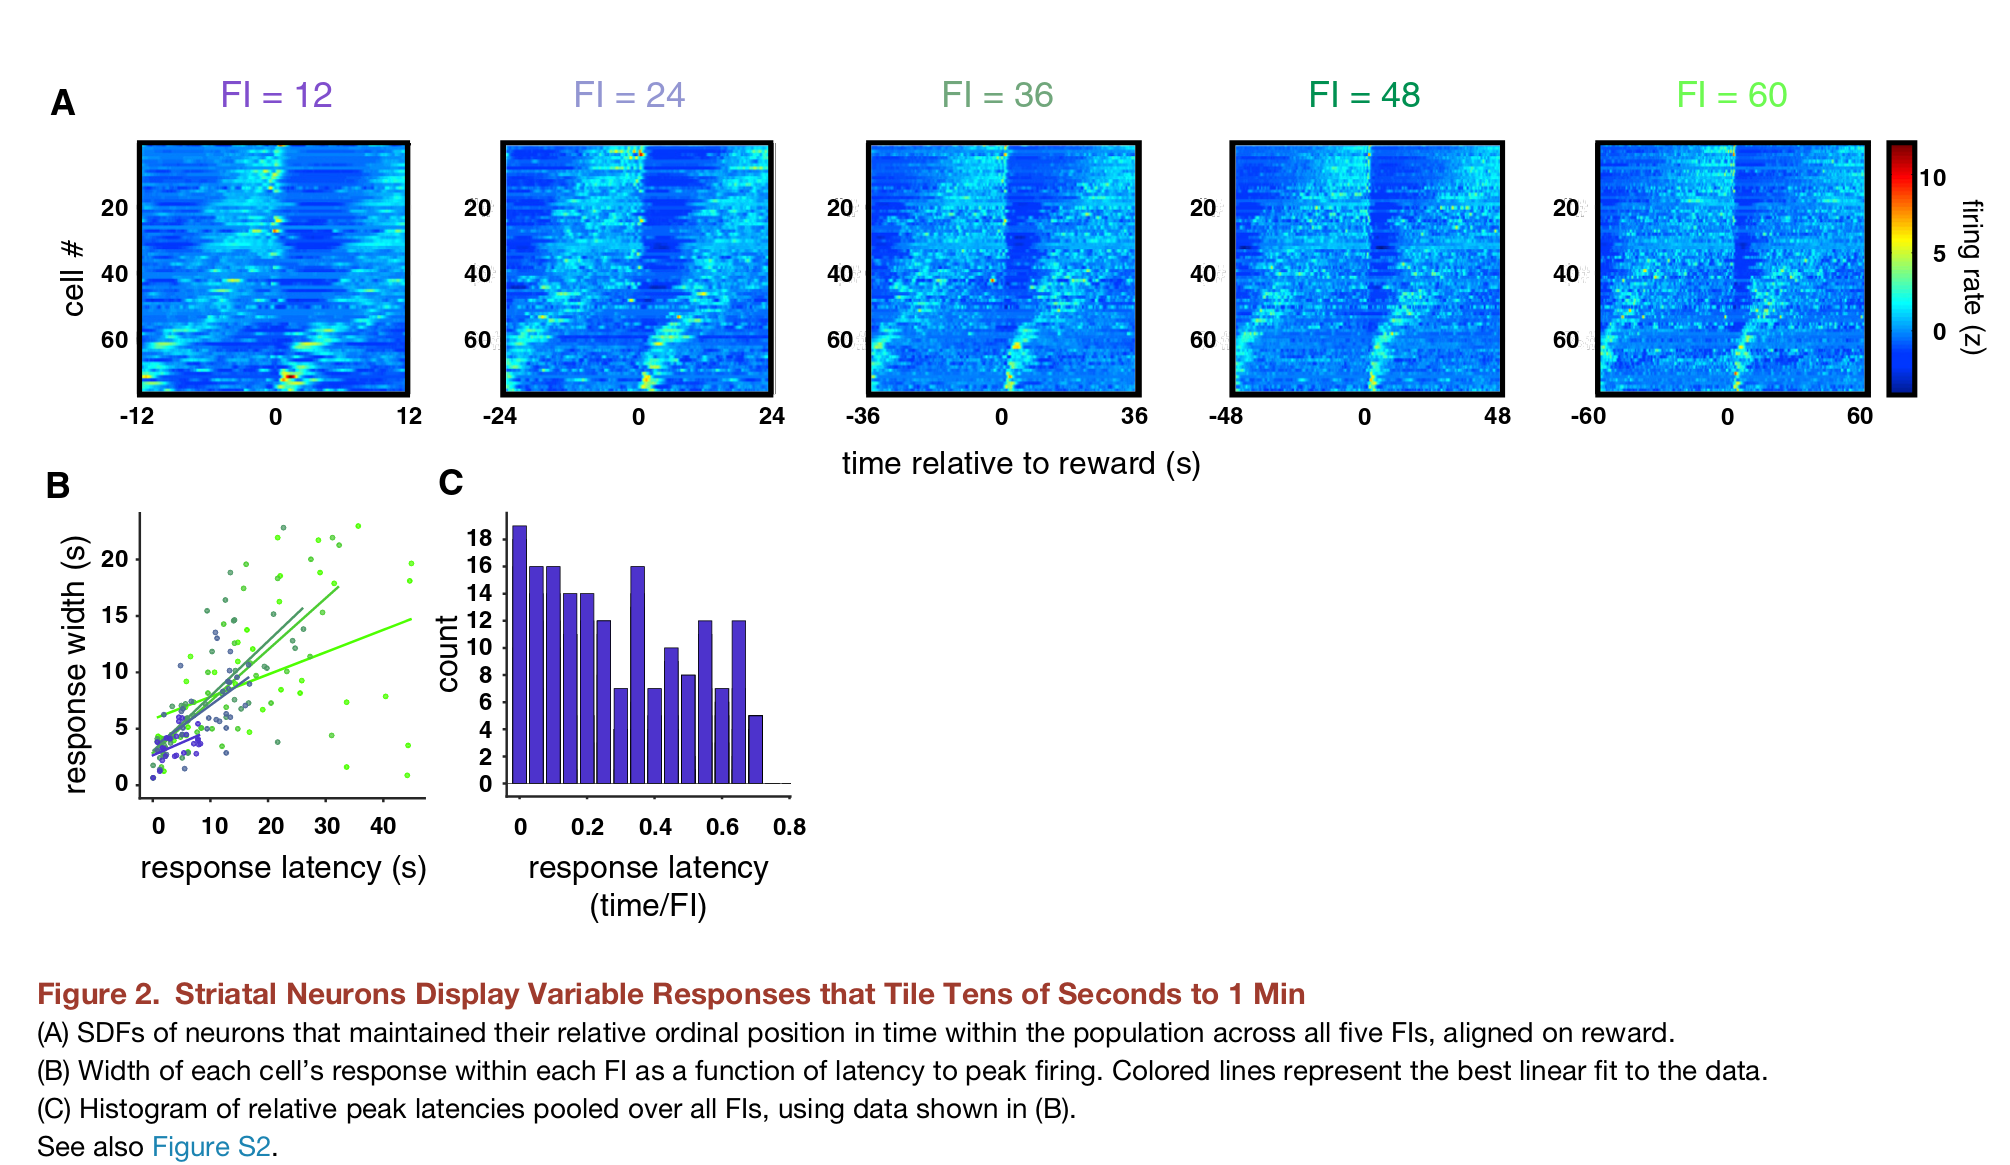 A
FI = 12
FI = 24
FI = 36
FI = 48
FI = 60
cell #
20
40
60
20
40
60
20
40
60
20
40
60
20
40
60
10
5
0
firing rate (z)
-12 0 12
-24 0 24
-36 0 36
-48 0 48
-60 0 60
time relative to reward (s)
B
response width (s)
20
15
10
5
0
0 10 20 30 40
response latency (s)
C
count
18
16
14
12
10
8
6
4
2
0
0 0.2 0.4 0.6 0.8
response latency
(time/FI)
Figure 2. Striatal Neurons Display Variable Responses that Tile Tens of Seconds to 1 Min
(A) SDFs of neurons that maintained their relative ordinal position in time within the population across all five FIs, aligned on reward.
(B) Width of each cell’s response within each FI as a function of latency to peak firing. Colored lines represent the best linear fit to the data.
(C) Histogram of relative peak latencies pooled over all FIs, using data shown in (B).
See also Figure S2.